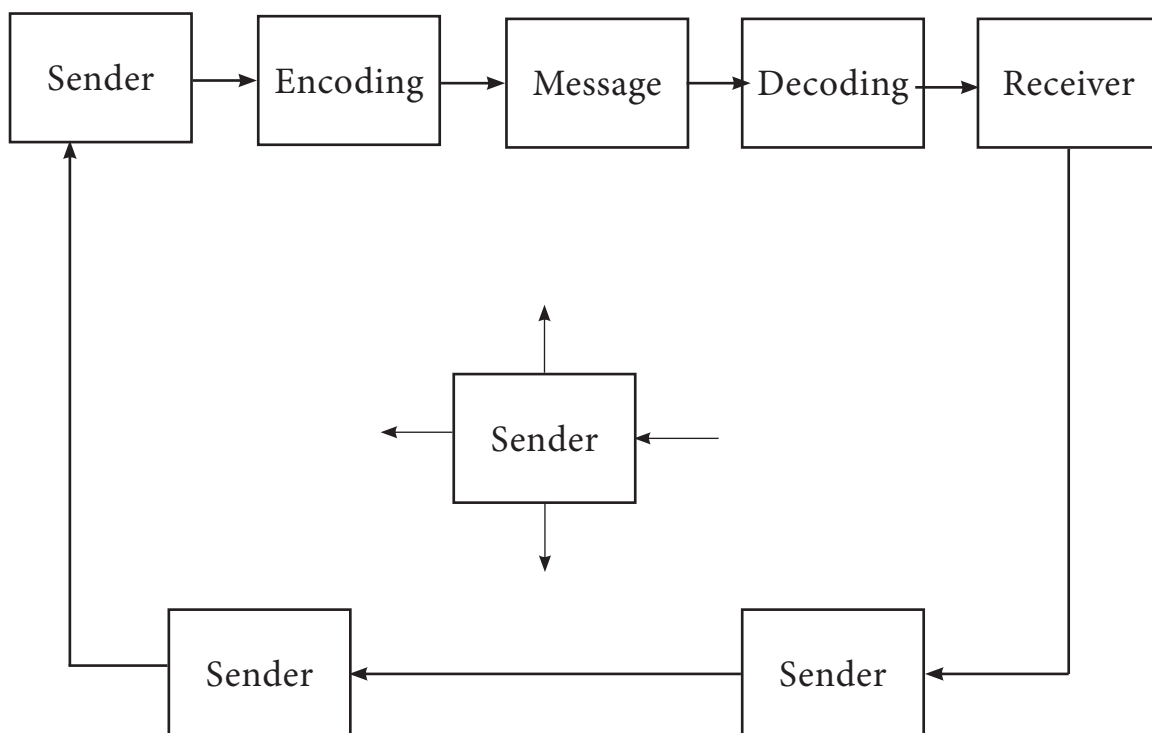 Sender
Encoding
Message
Decoding
Receiver
Sender
Sender
Sender